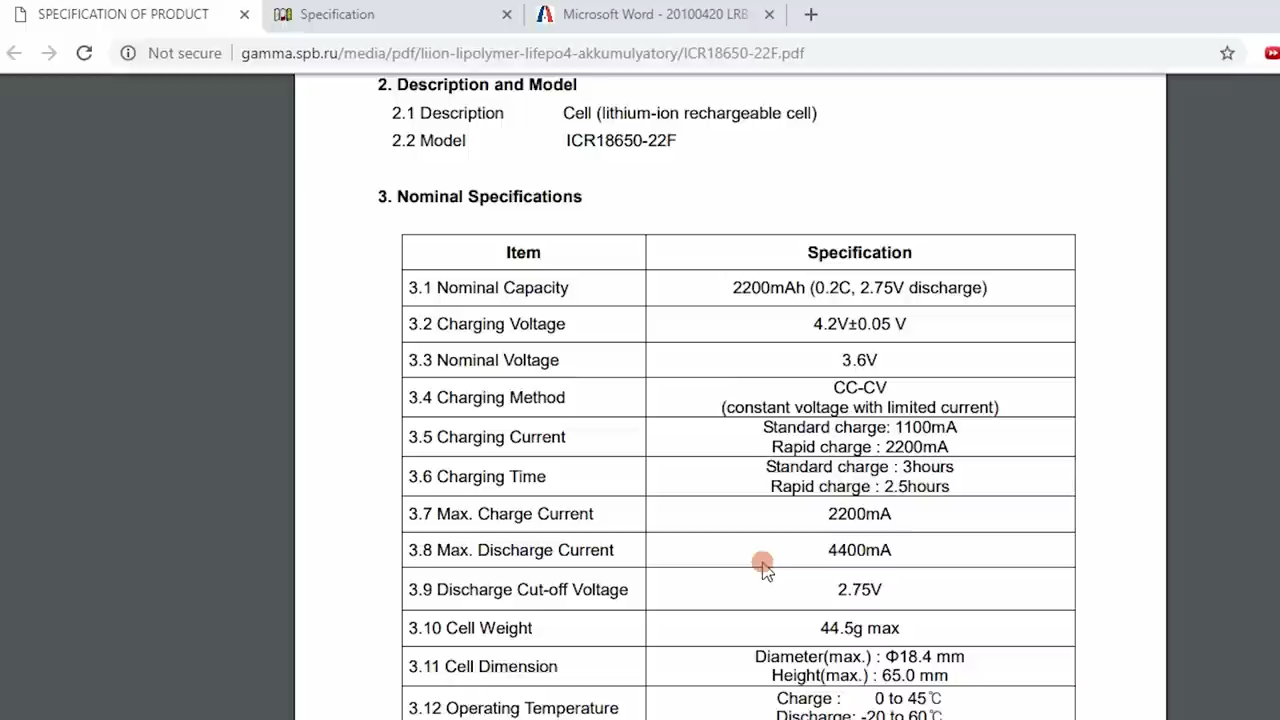 SPECIFICATION OF PRODUCT
Specification
Microsoft Word - 20100420 LRB
Not secure
gamma.spb.ru/media/pdf/liion-lipolymer-lifepo4-akkumulyatory/ICR18650-22F.pdf
2. Description and Model
2.1 Description Cell (lithium-ion rechargeable cell)
2.2 Model ICR18650-22F
3. Nominal Specifications
Item Specification
3.1 Nominal Capacity 2200mAh (0.2C, 2.75V discharge)
3.2 Charging Voltage 4.2V±0.05 V
3.3 Nominal Voltage 3.6V
3.4 Charging Method CC-CV
(constant voltage with limited current)
3.5 Charging Current Standard charge: 1100mA
Rapid charge : 2200mA
3.6 Charging Time Standard charge : 3hours
Rapid charge : 2.5hours
3.7 Max. Charge Current 2200mA
3.8 Max. Discharge Current 4400mA
3.9 Discharge Cut-off Voltage 2.75V
3.10 Cell Weight 44.5g max
3.11 Cell Dimension Diameter(max.) : Φ18.4 mm
Height(max.) : 65.0 mm
3.12 Operating Temperature Charge : 0 to 45℃
Discharge: -20 to 60℃